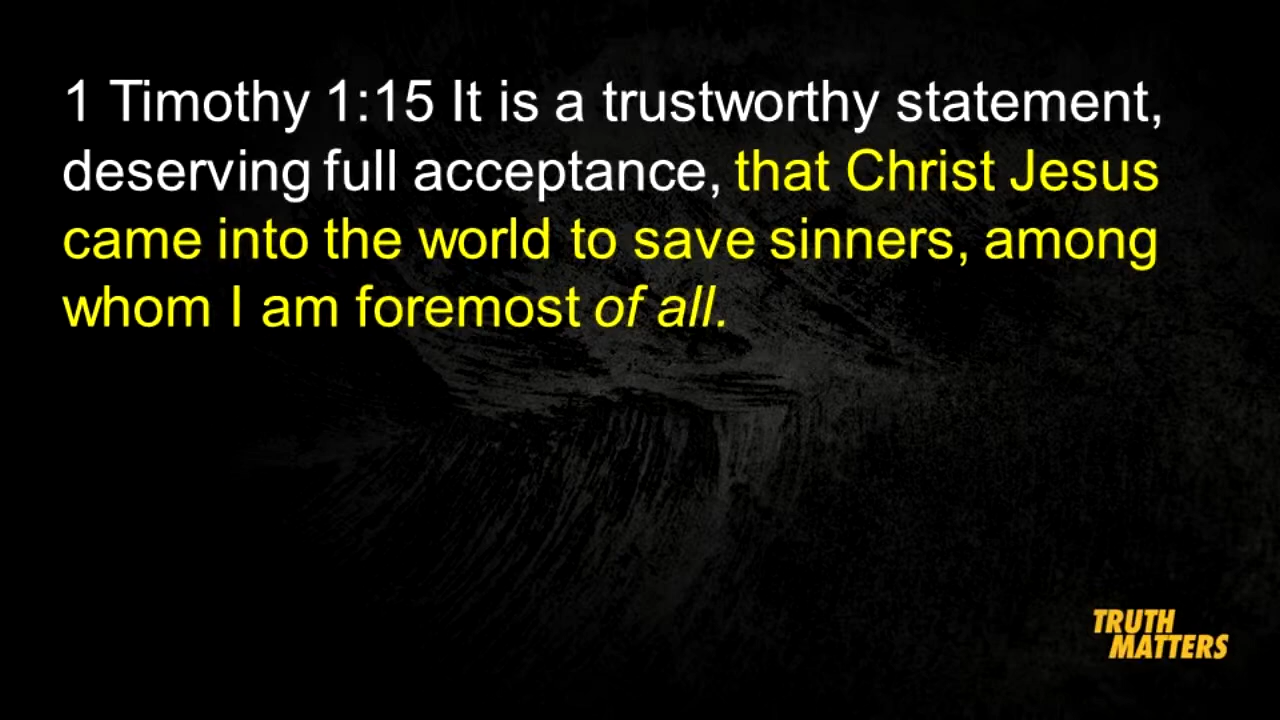 1 Timothy 1:15 It is a trustworthy statement,
deserving full acceptance, that Christ Jesus
came into the world to save sinners, among
whom I am foremost of all.
TRUTH
MATTERS